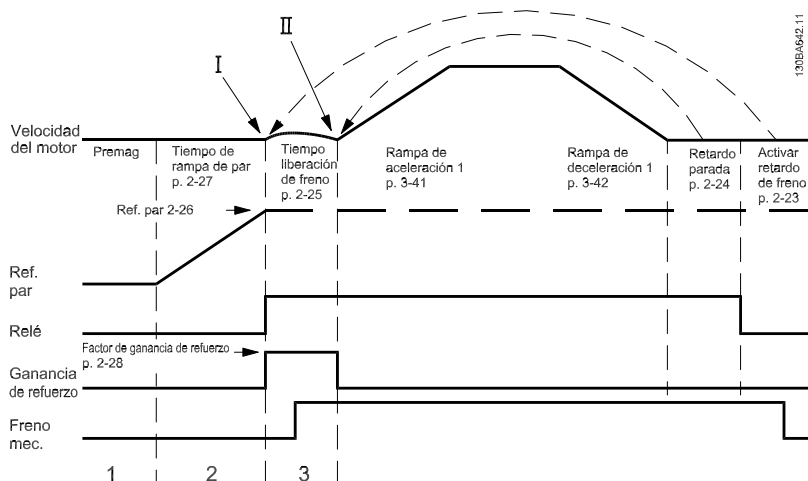 130BA642.11
I
II
Velocidad
del motor
Premag
Tiempo de
rampa de par
p. 2-27
Tiempo
liberación
de freno
p. 2-25
Rampa de
aceleración 1
p. 3-41
Rampa de
deceleración 1
p. 3-42
Retardo
parada
p. 2-24
Activar
retardo
de freno
p. 2-23
Ref. par 2-26
Ref.
par
Relé
Factor de ganancia de refuerzo
p. 2-28
Ganancia
de refuerzo
Freno
mec.
1
2
3